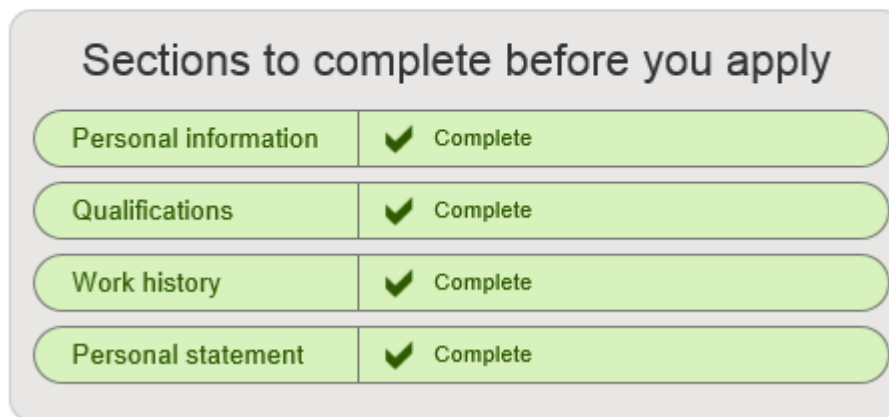 Sections to complete before you apply
Personal information Complete
Qualifications Complete
Work history Complete
Personal statement Complete